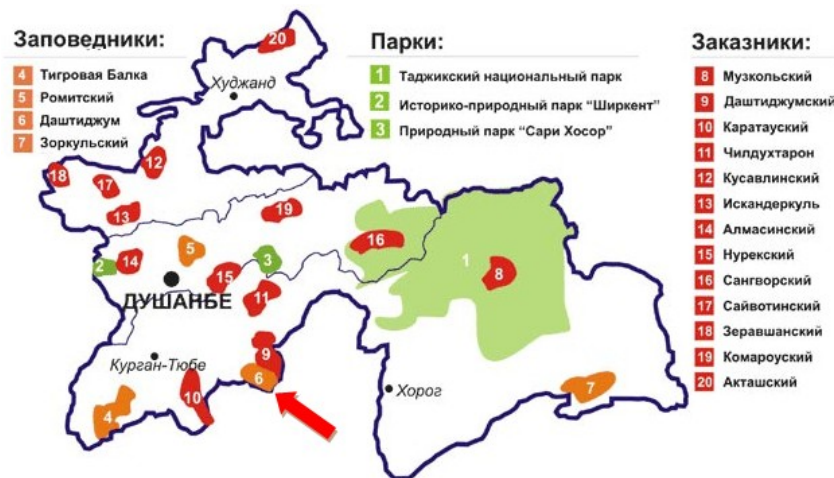 Заповедники:
4 Тигровая Балка
5 Ромитский
6 Даштиджум
7 Зоркульский
Парки:
1 Таджикский национальный парк
2 Историко-природный парк “Ширкент”
3 Природный парк “Сари Хосор”
Заказники:
8 Музкольский
9 Даштиджумский
10 Каратауский
11 Чилдухтарон
12 Кусавлинский
13 Искандеркуль
14 Алмасинский
15 Нурекский
16 Сангворский
17 Сайвотинский
18 Зеравшанский
19 Комароуский
20 Акташский
20
Худжанд
12
18
17
13
19
16
5
2
14
3
1
15
8
ДУШАНБЕ
11
Курган-Тюбе
9
6
10
4
Хорог
7